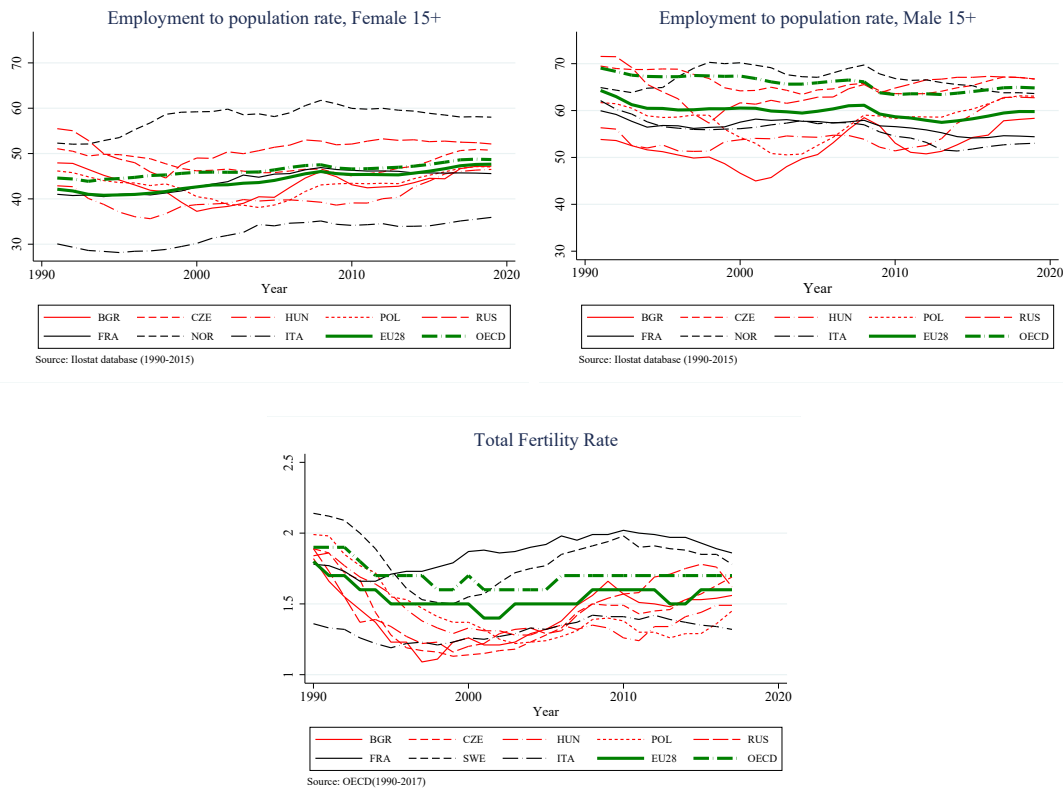 Employment to population rate, Female 15+
70
60
50
40
30
1990 2000 2010 2020
Year
BGR CZE HUN POL RUS
FRA NOR ITA EU28 OECD
Source: Ilostat database (1990-2015)
Employment to population rate, Male 15+
70
60
50
40
30
1990 2000 2010 2020
Year
BGR CZE HUN POL RUS
FRA NOR ITA EU28 OECD
Source: Ilostat database (1990-2015)
Total Fertility Rate
2.5
2
1.5
1
1990 2000 2010 2020
Year
BGR CZE HUN POL RUS
FRA SWE ITA EU28 OECD
Source: OECD(1990-2017)